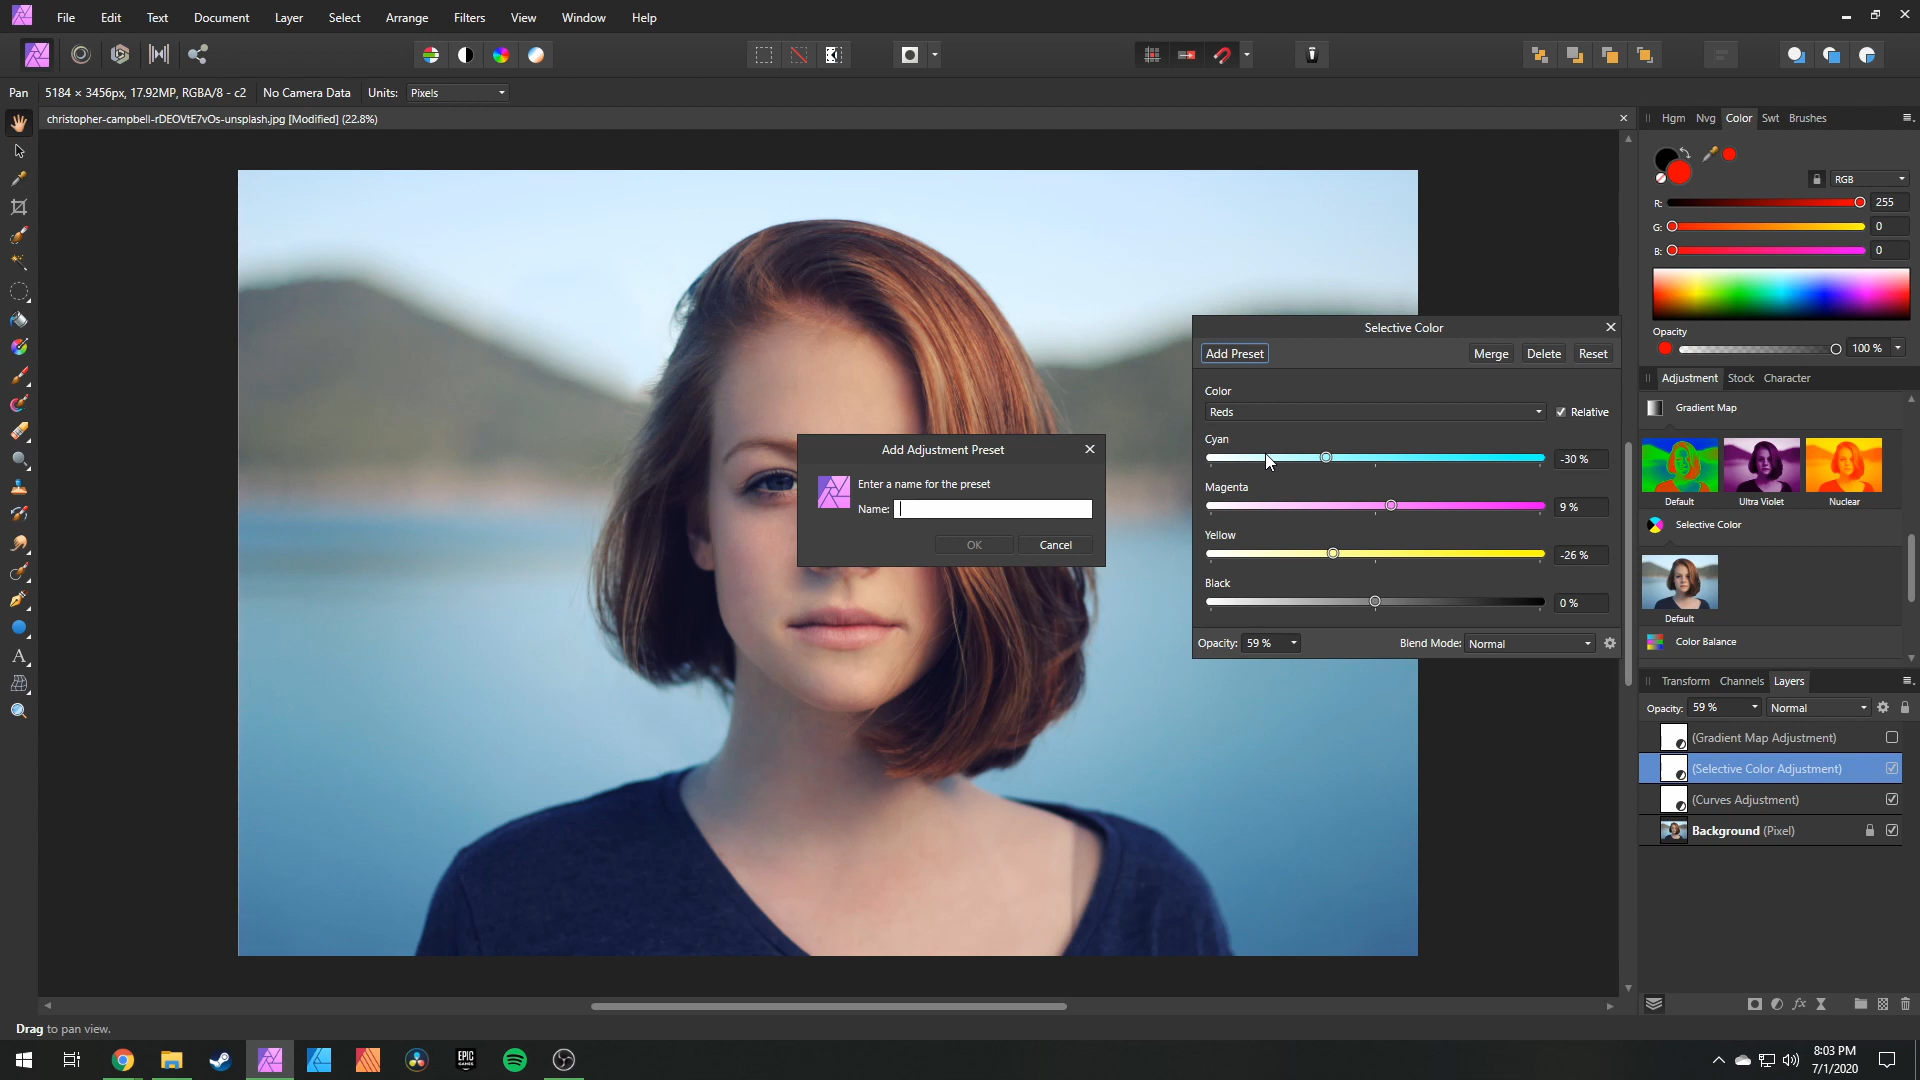 File Edit Text Document Layer Select Arrange Filters View Window Help
Pan 5184 × 3456px, 17.92MP, RGBA/8 - c2 No Camera Data Units: Pixels
christopher-campbell-rDEOVtE7vOs-unsplash.jpg [Modified] (22.8%)
Hgm Nvg Color Swt Brushes
RGB
R: 255
G: 0
B: 0
Opacity
100 %
Adjustment Stock Character
Gradient Map
Default Ultra Violet Nuclear
Selective Color
Default
Color Balance
Transform Channels Layers
Opacity: 59 % Normal
(Gradient Map Adjustment)
(Selective Color Adjustment)
(Curves Adjustment)
Background (Pixel)
Selective Color
Add Preset Merge Delete Reset
Color
Reds Relative
Cyan
-30 %
Magenta
9 %
Yellow
-26 %
Black
0 %
Opacity: 59 % Blend Mode: Normal
Add Adjustment Preset
Enter a name for the preset
Name:
OK Cancel
Drag to pan view.
EPIC GAMES
8:03 PM
7/1/2020